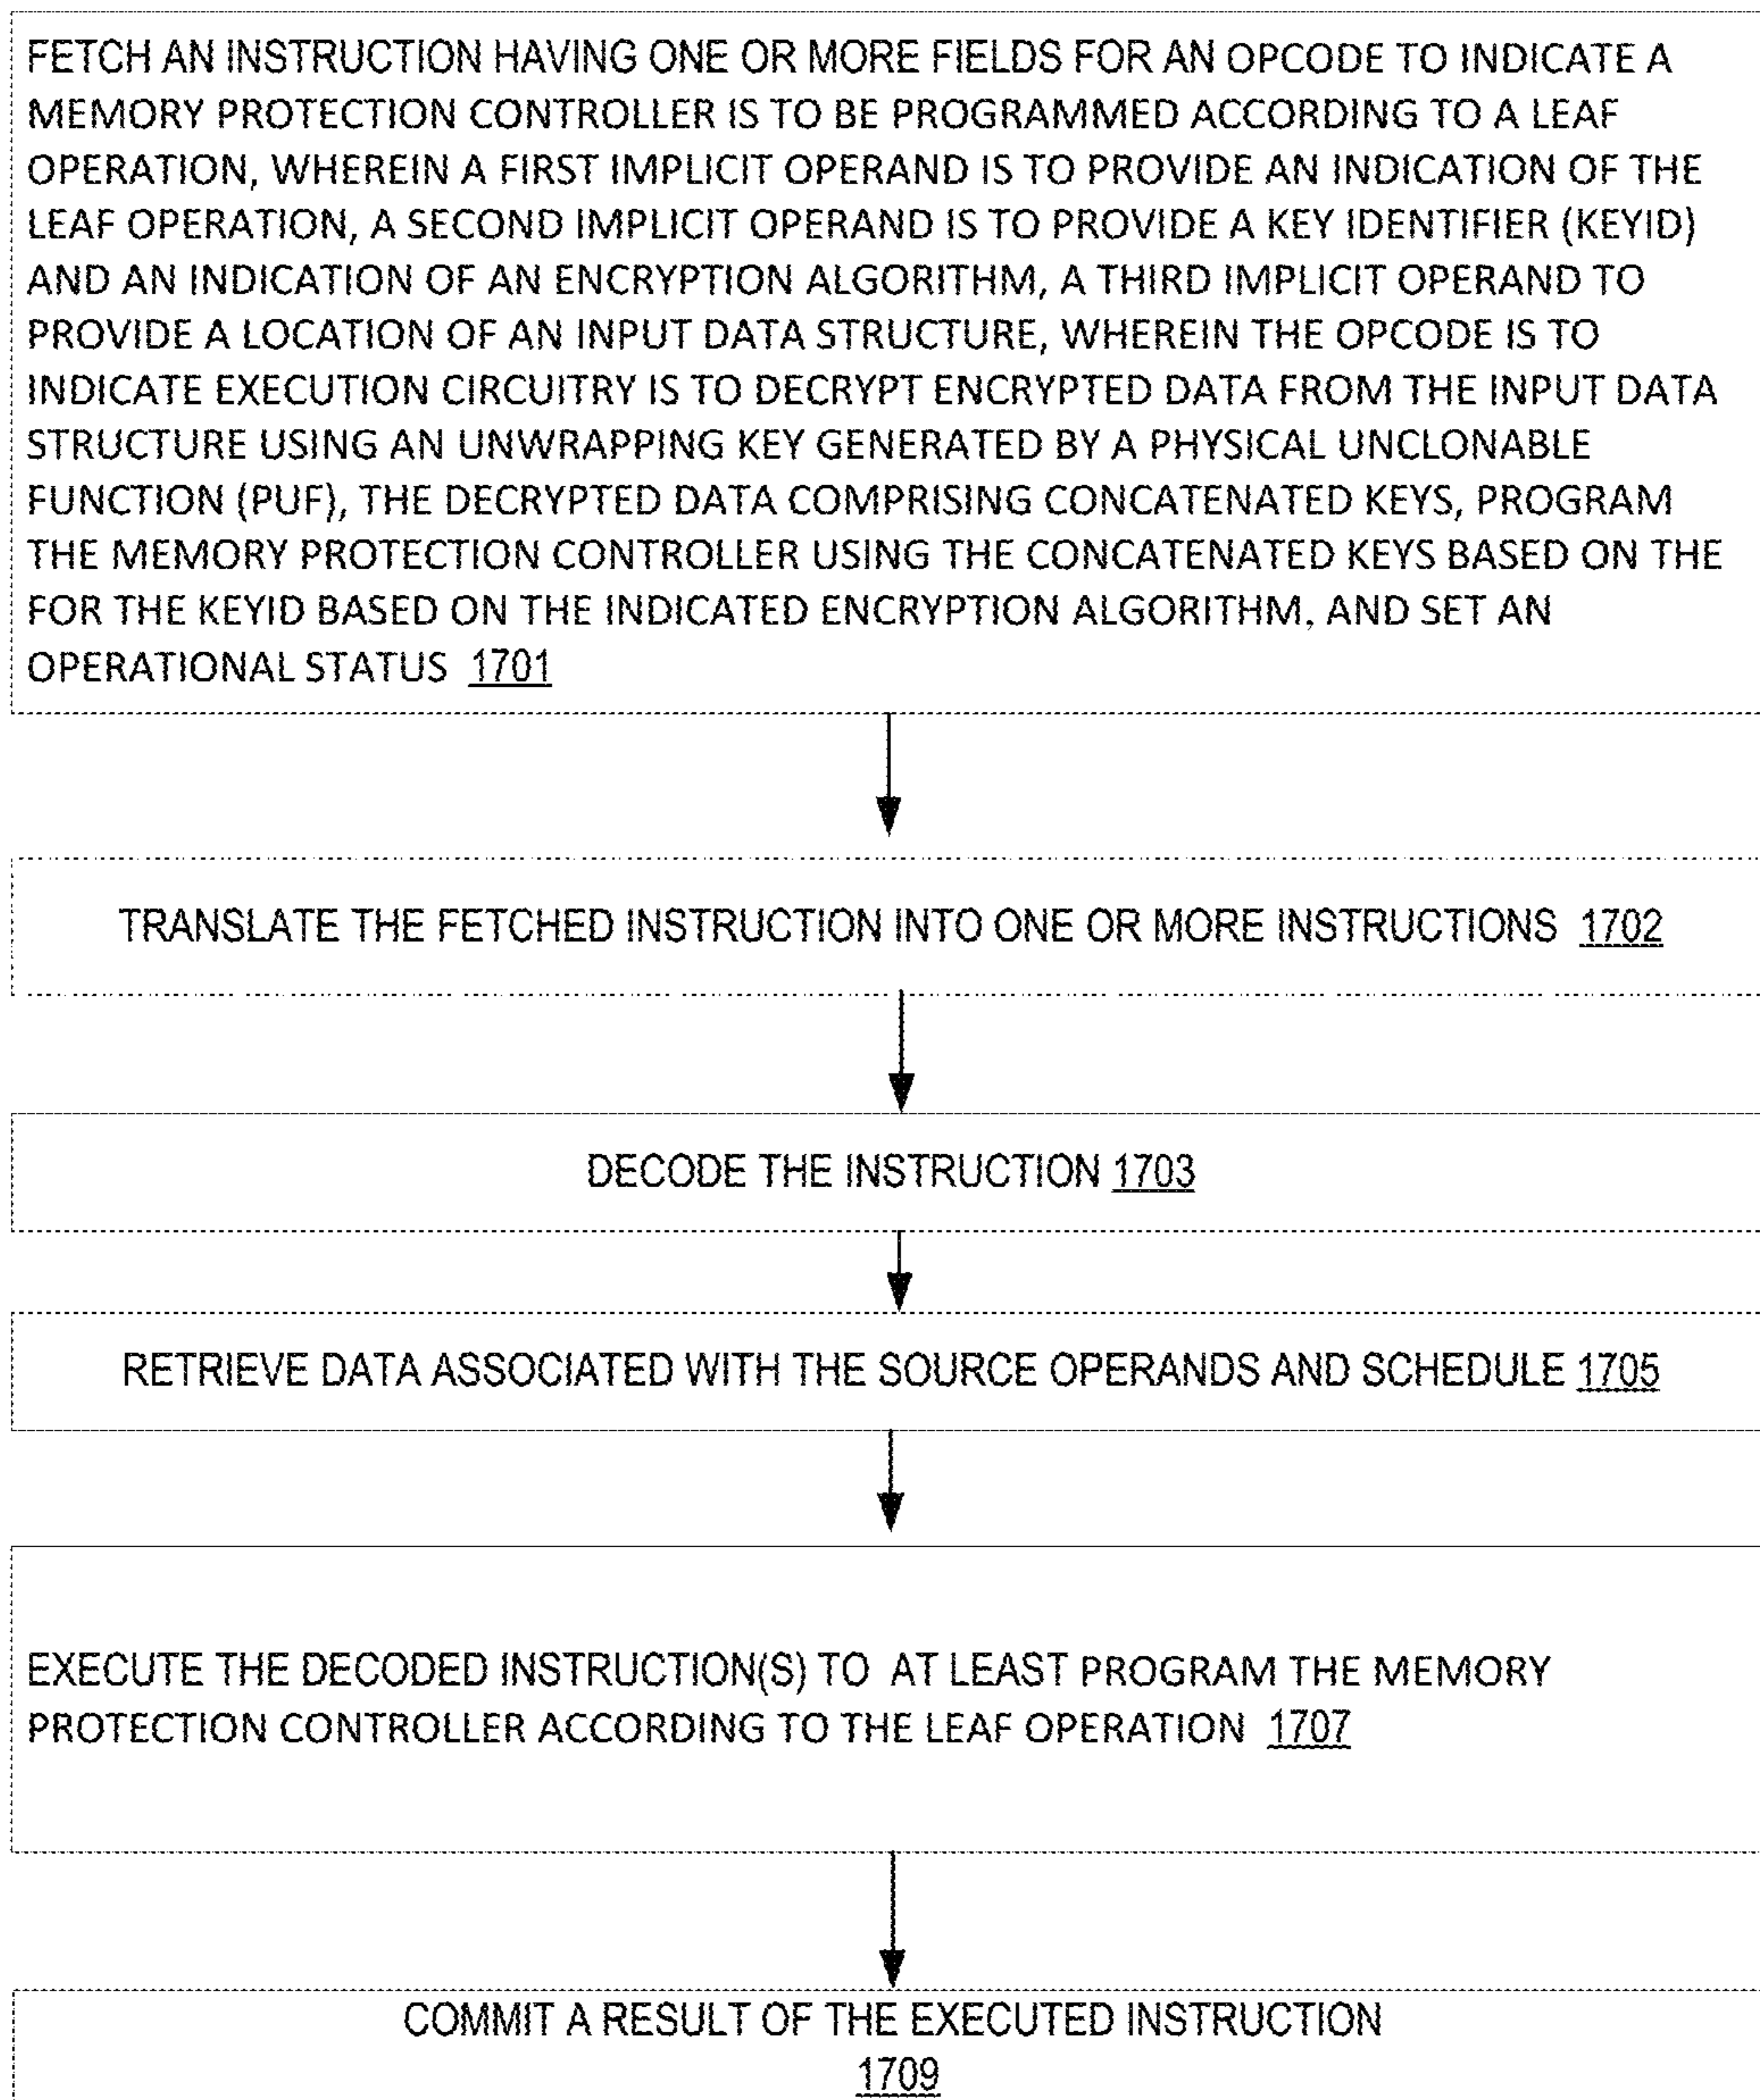 FETCH AN INSTRUCTION HAVING ONE OR MORE FIELDS FOR AN OPCODE TO INDICATE A
MEMORY PROTECTION CONTROLLER IS TO BE PROGRAMMED ACCORDING TO A LEAF
OPERATION, WHEREIN A FIRST IMPLICIT OPERAND IS TO PROVIDE AN INDICATION OF THE
LEAF OPERATION, A SECOND IMPLICIT OPERAND IS TO PROVIDE A KEY IDENTIFIER (KEYID)
AND AN INDICATION OF AN ENCRYPTION ALGORITHM, A THIRD IMPLICIT OPERAND TO
PROVIDE A LOCATION OF AN INPUT DATA STRUCTURE, WHEREIN THE OPCODE IS TO
INDICATE EXECUTION CIRCUITRY IS TO DECRYPT ENCRYPTED DATA FROM THE INPUT DATA
STRUCTURE USING AN UNWRAPPING KEY GENERATED BY A PHYSICAL UNCLONABLE
FUNCTION (PUF), THE DECRYPTED DATA COMPRISING CONCATENATED KEYS, PROGRAM
THE MEMORY PROTECTION CONTROLLER USING THE CONCATENATED KEYS BASED ON THE
FOR THE KEYID BASED ON THE INDICATED ENCRYPTION ALGORITHM, AND SET AN
OPERATIONAL STATUS 1701
TRANSLATE THE FETCHED INSTRUCTION INTO ONE OR MORE INSTRUCTIONS 1702
DECODE THE INSTRUCTION 1703
RETRIEVE DATA ASSOCIATED WITH THE SOURCE OPERANDS AND SCHEDULE 1705
EXECUTE THE DECODED INSTRUCTION(S) TO AT LEAST PROGRAM THE MEMORY
PROTECTION CONTROLLER ACCORDING TO THE LEAF OPERATION 1707
COMMIT A RESULT OF THE EXECUTED INSTRUCTION
1709